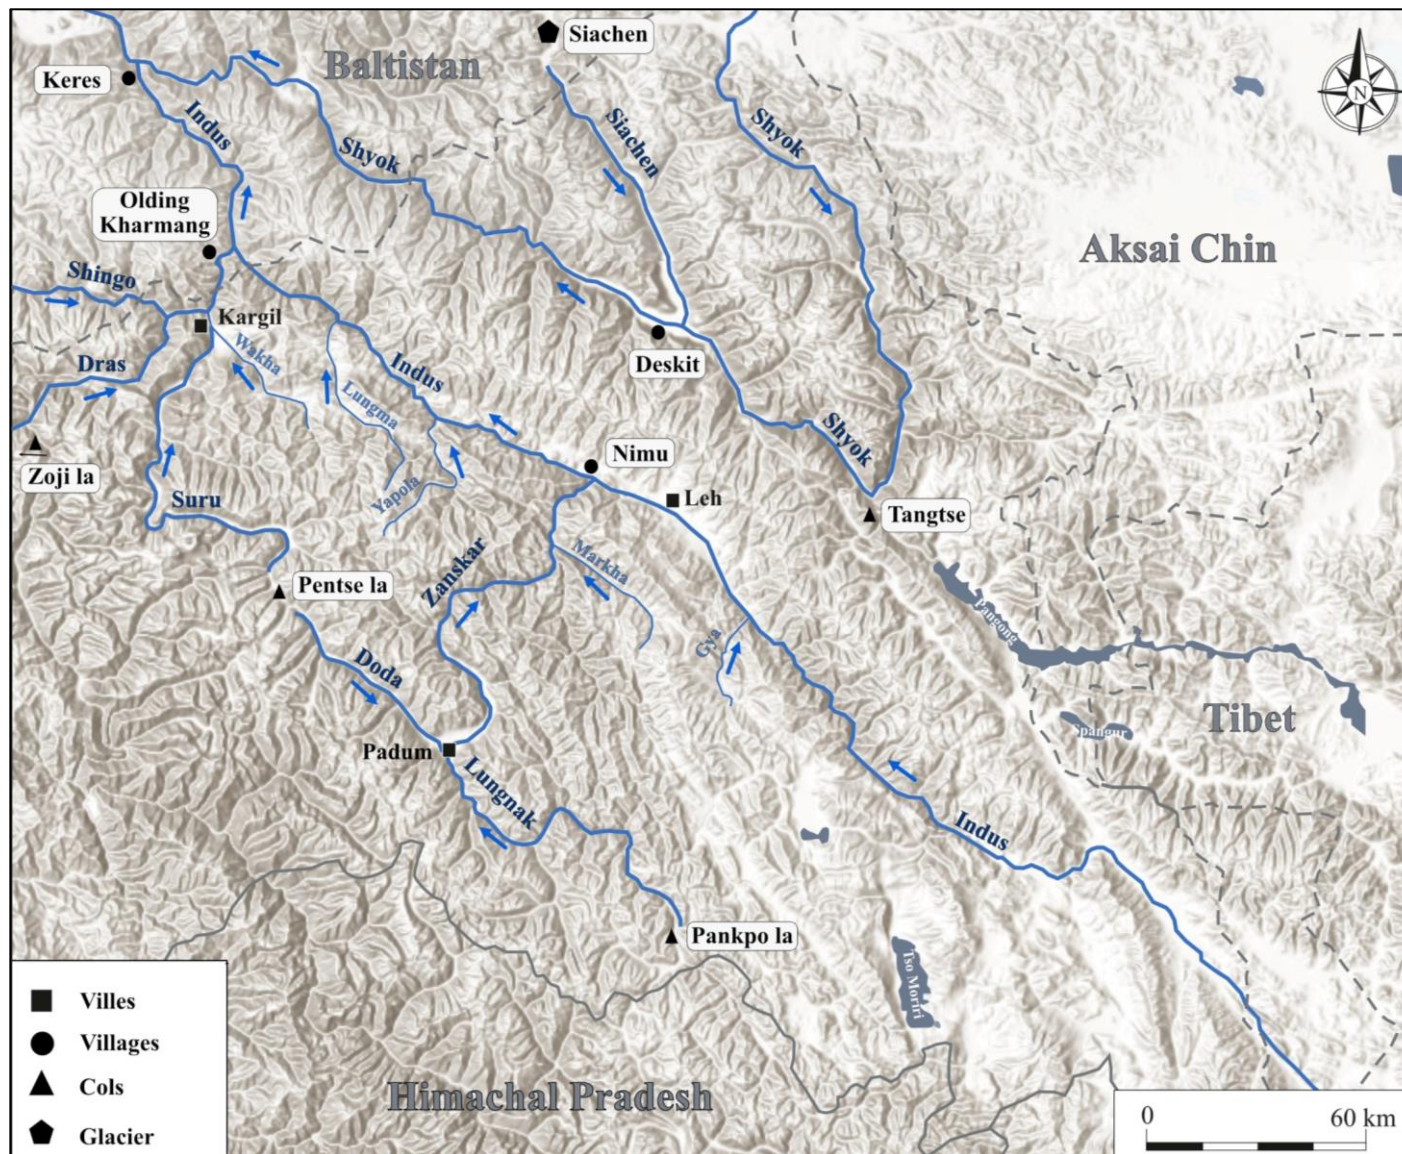 Siachen
Baltistan
Keres
N
Indus
Shyok
Siachen
Shyok
Olding
Kharmang
Aksai Chin
Shingo
Kargil
Wakha
Dras
Deskit
Indus
Lungma
Shyok
Nimu
Zoji la
Leh
Yapola
Suru
Tangtse
Markha
Zanskar
Pentse la
Pangong
Gya
Doda
Tibet
Spangur
Padum
Lungnak
Indus
Pankpo la
Tso Moriri
Himachal Pradesh
Villes
Villages
Cols
Glacier
0 60 km